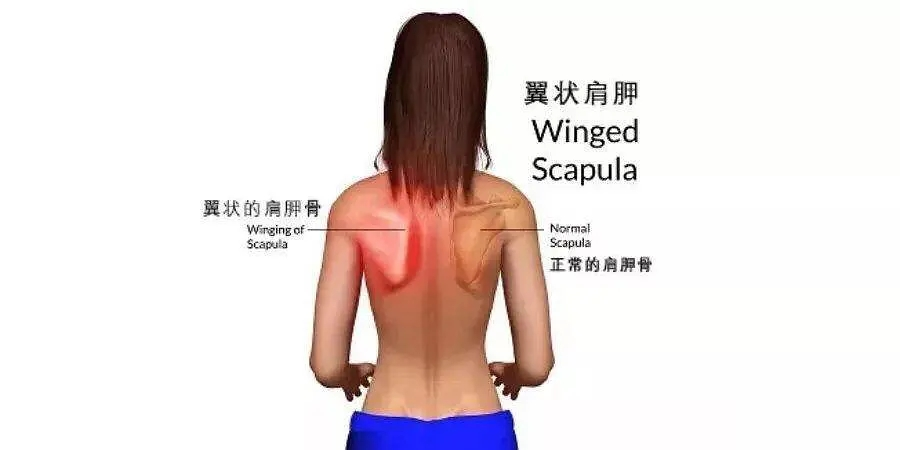 翼状肩胛
Winged
Scapula
翼状的肩胛骨
Winging of
Scapula
Normal
Scapula
正常的肩胛骨